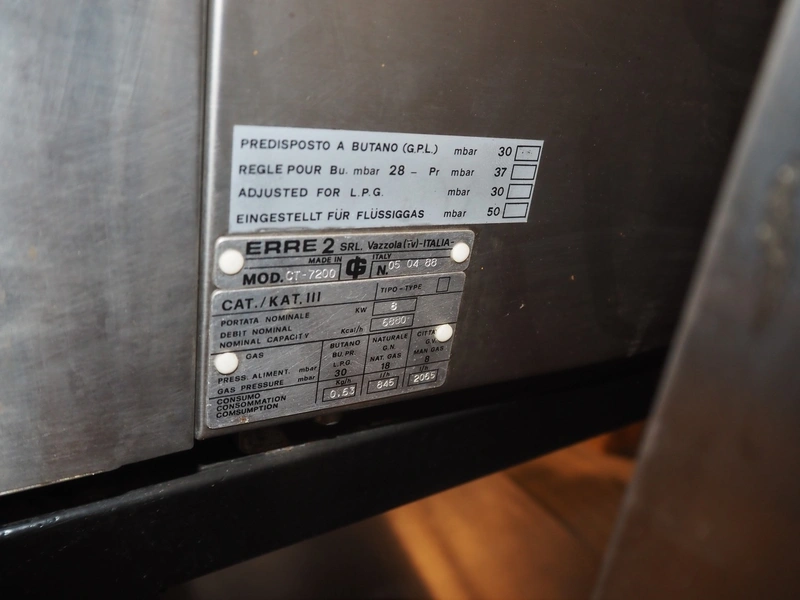 PREDISPOSTO A BUTANO (G.P.L.) mbar 30
REGLE POUR Bu. mbar 28 - Pr mbar 37
ADJUSTED FOR L.P.G. mbar 30
EINGESTELLT FÜR FLÜSSIGGAS mbar 50
ERRE 2 SRL. Vazzola (TV) -ITALIA-
MADE IN ITALY
MOD. CT-7200 N. 05 04 88
CAT./KAT. III TIPO-TYPE
PORTATA NOMINALE KW 8
DEBIT NOMINAL
NOMINAL CAPACITY Kcal/h 6880
GAS BUTANO BU.PR L.P.G. NATURALE G.N. NAT. GAS CITTA G.V. MAN GAS
PRESS. ALIMENT. mbar 30 18 8
GAS PRESSURE mbar
CONSUMO Kg/h l/h l/h
CONSOMMATION 0.63 845 2065
COMSUMPTION